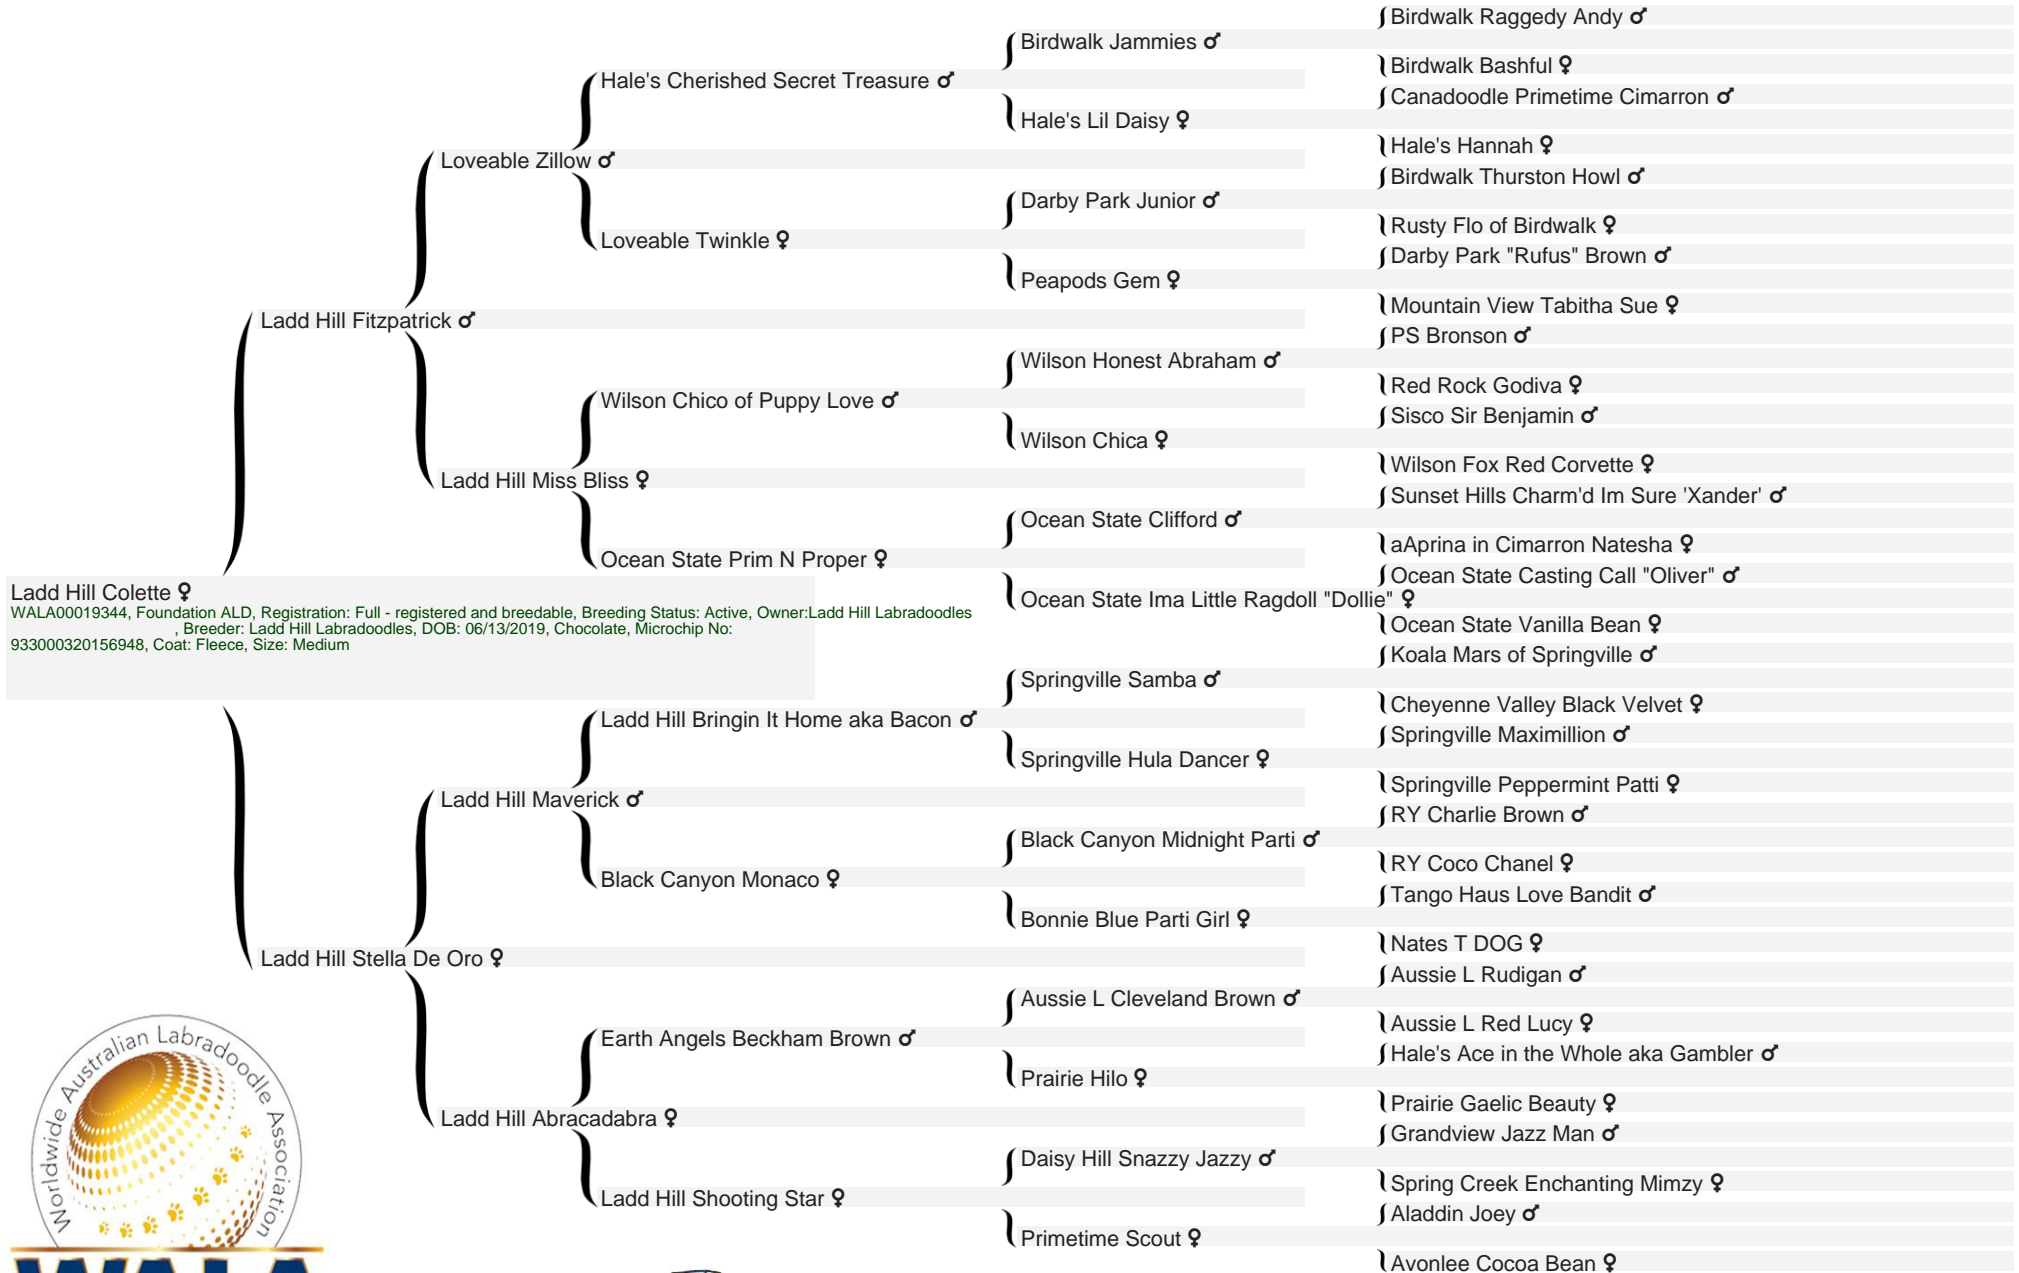 Birdwalk Raggedy Andy ♂
Birdwalk Jammies ♂
Birdwalk Bashful ♀
Hale's Cherished Secret Treasure ♂
Canadoodle Primetime Cimarron ♂
Hale's Lil Daisy ♀
Hale's Hannah ♀
Loveable Zillow ♂
Birdwalk Thurston Howl ♂
Darby Park Junior ♂
Rusty Flo of Birdwalk ♀
Loveable Twinkle ♀
Darby Park "Rufus" Brown ♂
Peapods Gem ♀
Mountain View Tabitha Sue ♀
Ladd Hill Fitzpatrick ♂
PS Bronson ♂
Wilson Honest Abraham ♂
Red Rock Godiva ♀
Wilson Chico of Puppy Love ♂
Sisco Sir Benjamin ♂
Wilson Chica ♀
Wilson Fox Red Corvette ♀
Ladd Hill Miss Bliss ♀
Sunset Hills Charm'd Im Sure 'Xander' ♂
Ocean State Clifford ♂
aAprina in Cimarron Natesha ♀
Ocean State Prim N Proper ♀
Ocean State Casting Call "Oliver" ♂
Ocean State Ima Little Ragdoll "Dollie" ♀
Ocean State Vanilla Bean ♀
Ladd Hill Colette ♀
WALA00019344, Foundation ALD, Registration: Full - registered and breedable, Breeding Status: Active, Owner:Ladd Hill Labradoodles
, Breeder: Ladd Hill Labradoodles, DOB: 06/13/2019, Chocolate, Microchip No:
933000320156948, Coat: Fleece, Size: Medium
Koala Mars of Springville ♂
Springville Samba ♂
Cheyenne Valley Black Velvet ♀
Ladd Hill Bringin It Home aka Bacon ♂
Springville Maximillion ♂
Springville Hula Dancer ♀
Springville Peppermint Patti ♀
Ladd Hill Maverick ♂
RY Charlie Brown ♂
Black Canyon Midnight Parti ♂
RY Coco Chanel ♀
Black Canyon Monaco ♀
Tango Haus Love Bandit ♂
Bonnie Blue Parti Girl ♀
Nates T DOG ♀
Ladd Hill Stella De Oro ♀
Aussie L Rudigan ♂
Aussie L Cleveland Brown ♂
Aussie L Red Lucy ♀
Earth Angels Beckham Brown ♂
Hale's Ace in the Whole aka Gambler ♂
Prairie Hilo ♀
Prairie Gaelic Beauty ♀
Ladd Hill Abracadabra ♀
Grandview Jazz Man ♂
Daisy Hill Snazzy Jazzy ♂
Spring Creek Enchanting Mimzy ♀
Ladd Hill Shooting Star ♀
Aladdin Joey ♂
Primetime Scout ♀
Avonlee Cocoa Bean ♀
Worldwide Australian Labradoodle Association
WALA